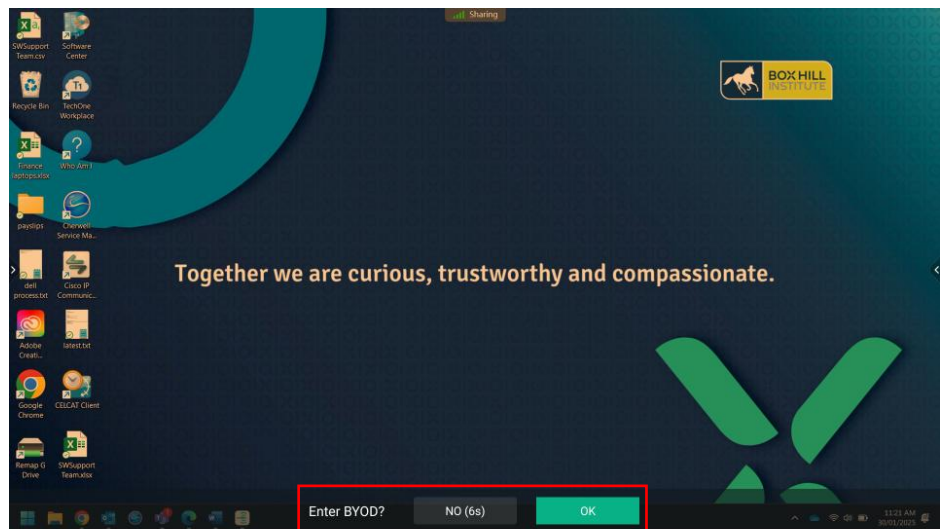 Sharing
SWSupport
Team.csv
Software
Center
BOX HILL
INSTITUTE
Recycle Bin
TechOne
Workplace
Finance
laptops.xlsx
Who Am I
payslips
Cherwell
Service Ma...
Together we are curious, trustworthy and compassionate.
dell
process.txt
Cisco IP
Communic...
Adobe
Creati...
latest.txt
Google
Chrome
CELCAT Client
Remap G
Drive
SWSupport
Team.xlsx
Enter BYOD? NO (6s) OK
11:21 AM
30/01/2025